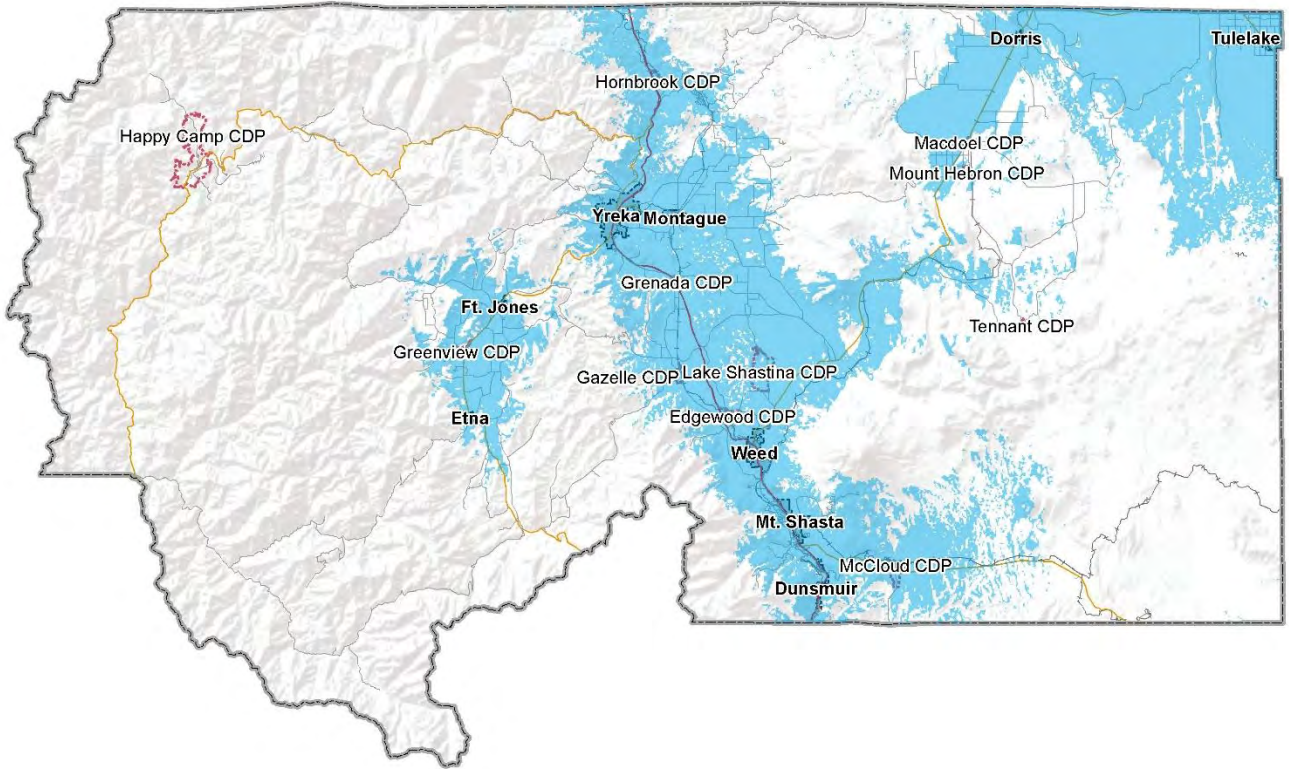 Dorris
Tulelake
Hornbrook CDP
Happy Camp CDP
Macdoel CDP
Mount Hebron CDP
Yreka
Montague
Grenada CDP
Ft. Jones
Tennant CDP
Greenview CDP
Gazelle CDP
Lake Shastina CDP
Etna
Edgewood CDP
Weed
Mt. Shasta
McCloud CDP
Dunsmuir